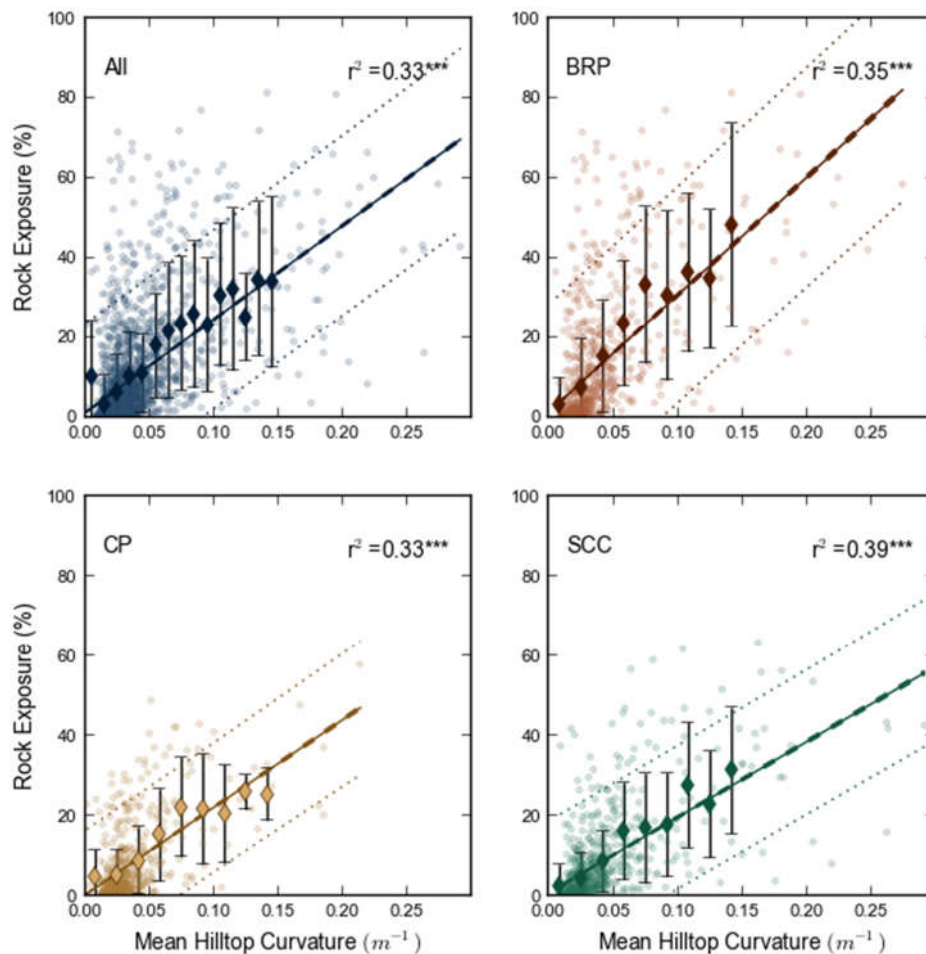 100
80
60
40
20
0
Rock Exposure (%)
All
r² =0.33***
0.00 0.05 0.10 0.15 0.20 0.25
100
80
60
40
20
0
BRP
r² =0.35***
0.00 0.05 0.10 0.15 0.20 0.25
100
80
60
40
20
0
Rock Exposure (%)
CP
r² =0.33***
0.00 0.05 0.10 0.15 0.20 0.25
Mean Hilltop Curvature (m⁻¹)
100
80
60
40
20
0
SCC
r² =0.39***
0.00 0.05 0.10 0.15 0.20 0.25
Mean Hilltop Curvature (m⁻¹)